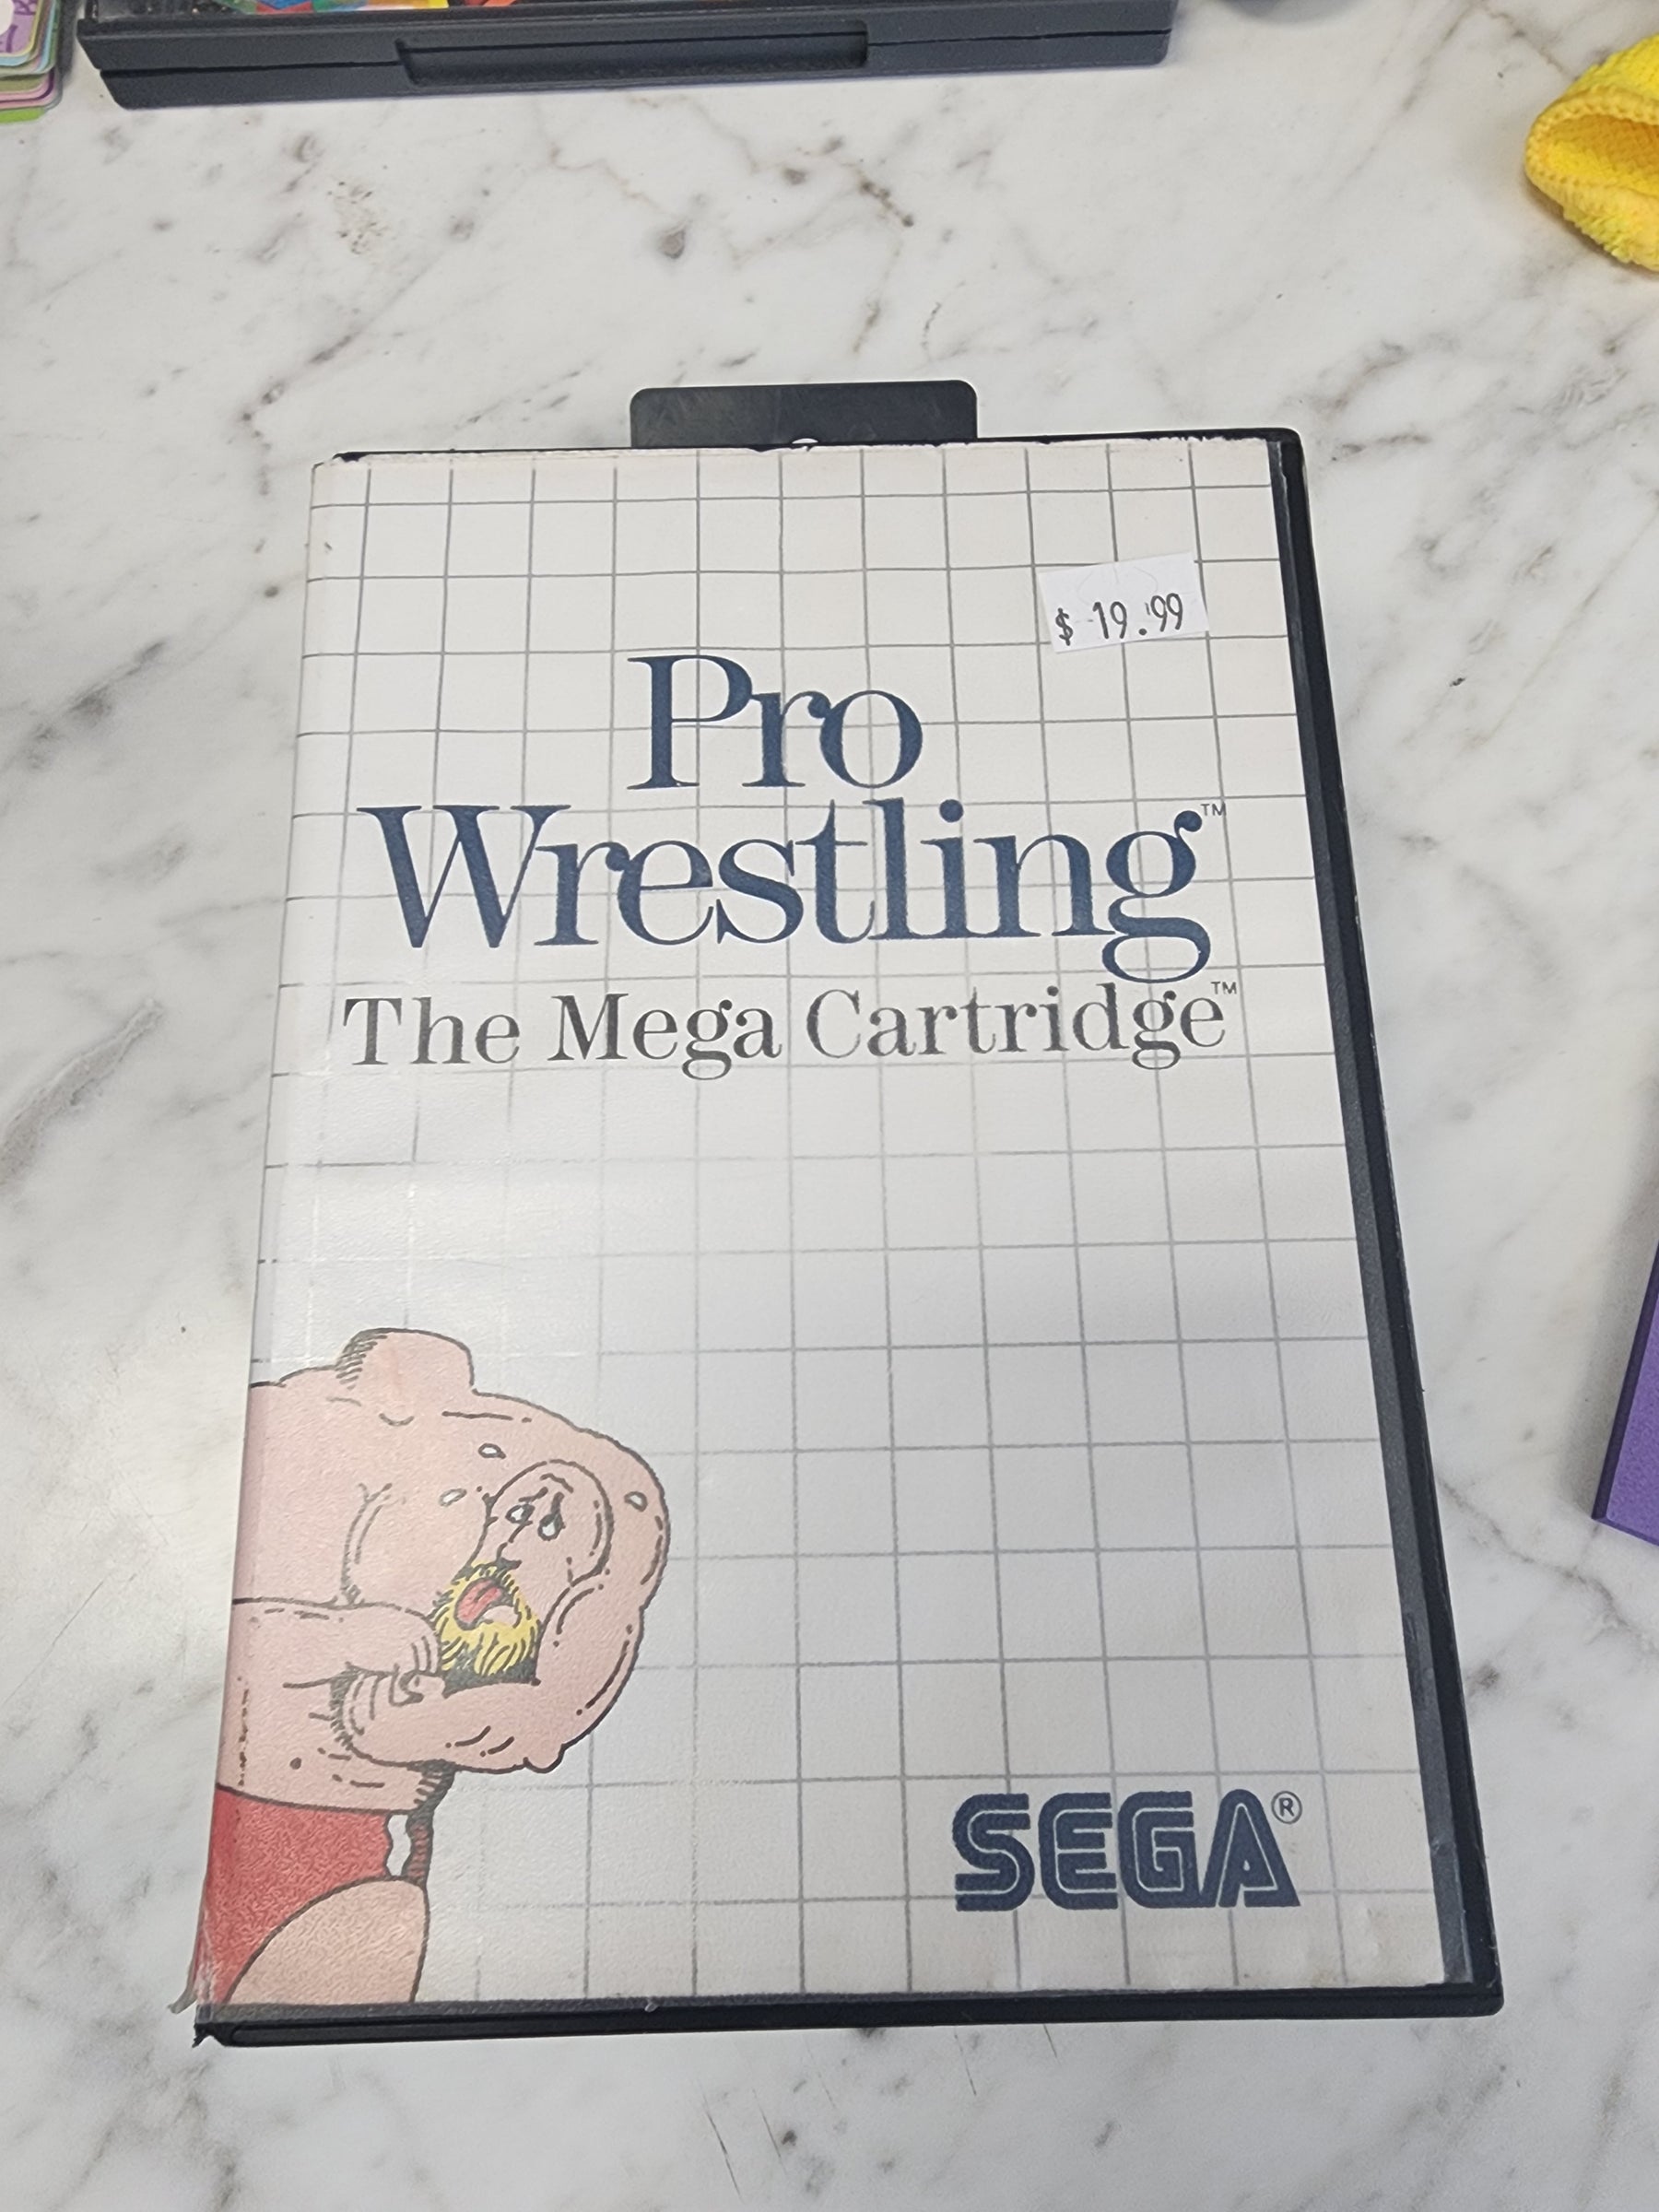 $ 19.99
Pro
Wrestling™
The Mega Cartridge™
SEGA®